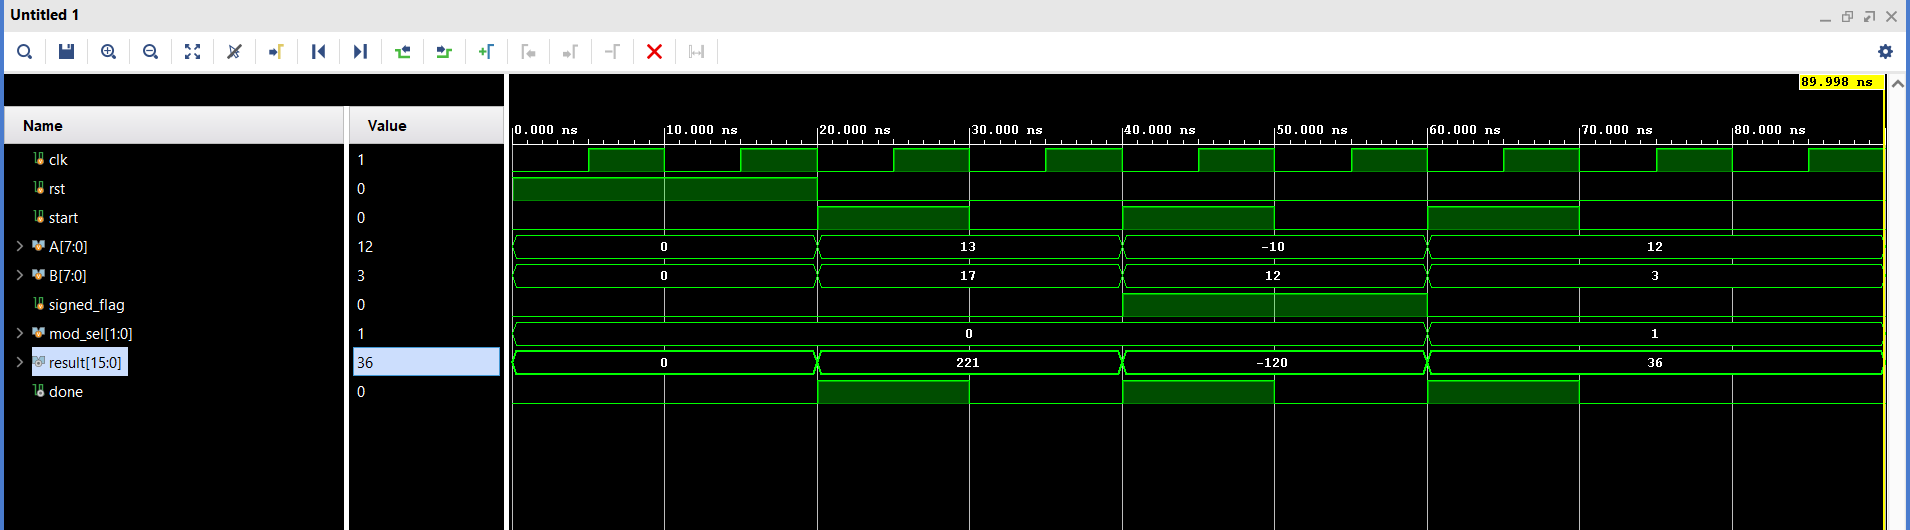 Untitled 1
89.998 ns
Name Value
0.000 ns 10.000 ns 20.000 ns 30.000 ns 40.000 ns 50.000 ns 60.000 ns 70.000 ns 80.000 ns
clk 1
rst 0
start 0
A[7:0] 12 0 13 -10 12
B[7:0] 3 0 17 12 3
signed_flag 0
mod_sel[1:0] 1 0 1
result[15:0] 36 0 221 -120 36
done 0